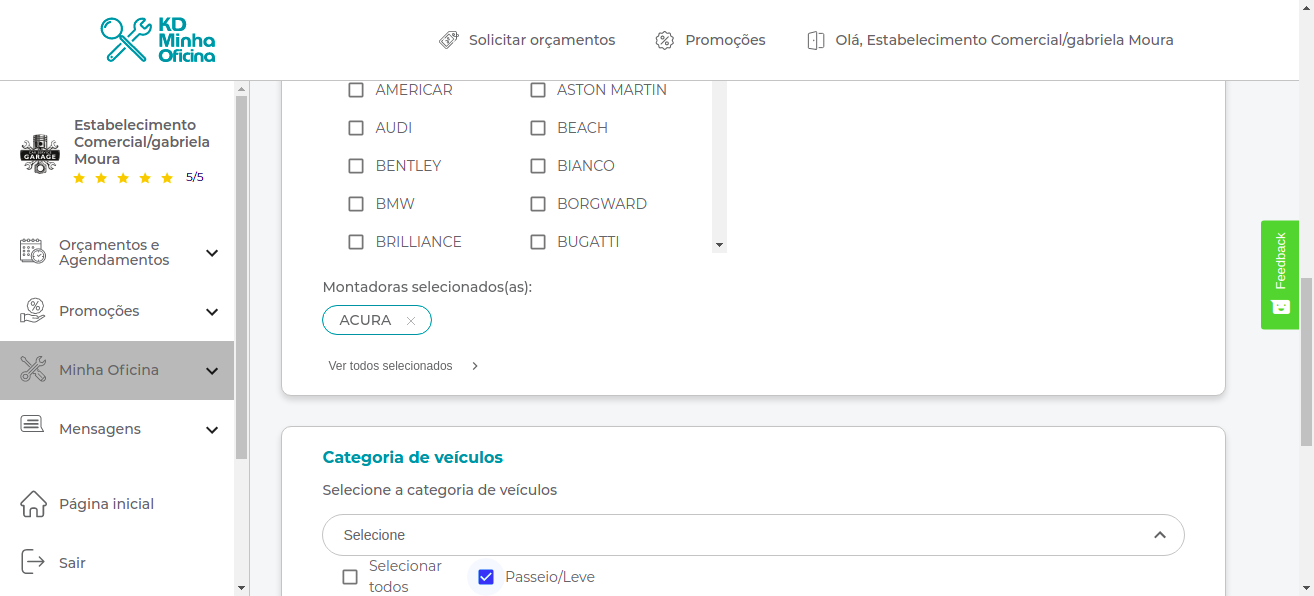 KD
Minha
Oficina
Solicitar orçamentos
Promoções
Olá, Estabelecimento Comercial/gabriela Moura
GARAGE
Estabelecimento
Comercial/gabriela
Moura
5/5
Orçamentos e
Agendamentos
Promoções
Minha Oficina
Mensagens
Página inicial
Sair
AMERICAR
ASTON MARTIN
AUDI
BEACH
BENTLEY
BIANCO
BMW
BORGWARD
BRILLIANCE
BUGATTI
Montadoras selecionados(as):
ACURA
Ver todos selecionados
Categoria de veículos
Selecione a categoria de veículos
Selecione
Selecionar
todos
Passeio/Leve
Feedback